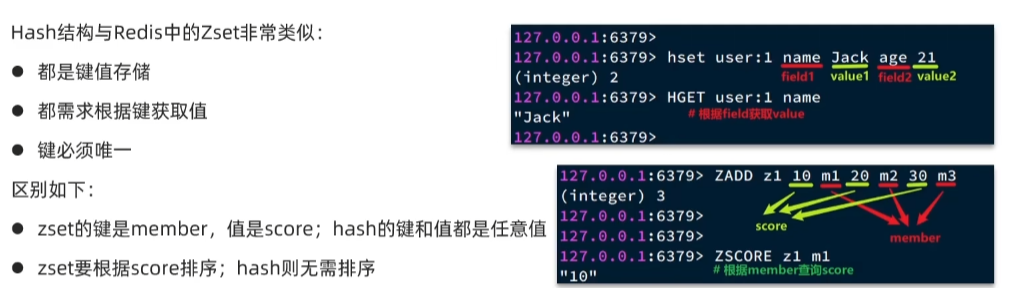 Hash结构与Redis中的Zset非常类似：
● 都是键值存储
● 都需求根据键获取值
● 键必须唯一
区别如下：
● zset的键是member，值是score；hash的键和值都是任意值
● zset要根据score排序；hash则无需排序
127.0.0.1:6379>
127.0.0.1:6379> hset user:1 name Jack age 21
(integer) 2
field1 value1 field2 value2
127.0.0.1:6379> HGET user:1 name
"Jack"
# 根据field获取value
127.0.0.1:6379>
127.0.0.1:6379> ZADD z1 10 m1 20 m2 30 m3
(integer) 3
127.0.0.1:6379>
score
127.0.0.1:6379>
member
127.0.0.1:6379> ZSCORE z1 m1
"10"
# 根据member查询score